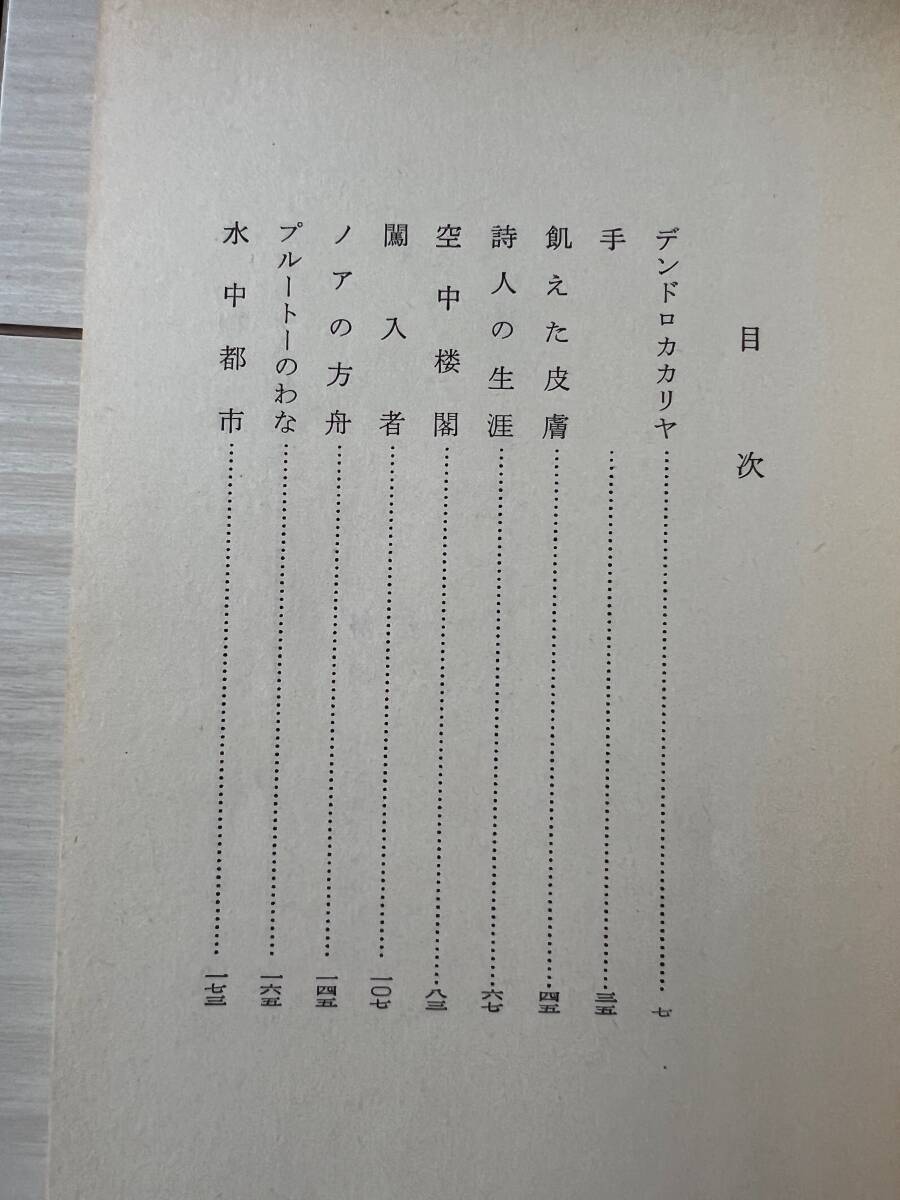 目次
デンドロカカリヤ……………七
手……………三五
飢えた皮膚……………四五
詩人の生涯……………六七
空中楼閣……………八三
闖入者……………一〇七
ノアの方舟……………一四五
プルートーのわな……………一六五
水中都市……………一七三